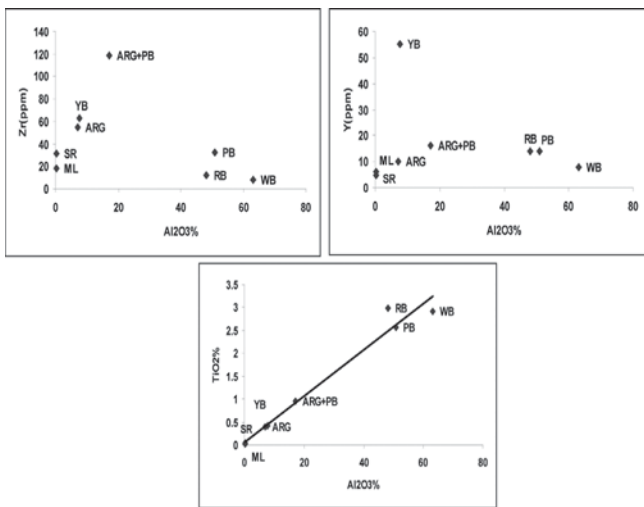 140
120
100
80
60
40
20
0
Zr(ppm)
ARG+PB
YB
ARG
SR
ML
PB
RB
WB
0 20 40 60 80
Al2O3%
60
50
40
30
20
10
0
Y(ppm)
YB
ARG+PB
RB PB
ML ARG
SR
WB
0 20 40 60 80
Al2O3%
3.5
3
2.5
2
1.5
1
0.5
0
TiO2%
RB
WB
PB
YB ARG+PB
SR ARG
ML
0 20 40 60 80
Al2O3%